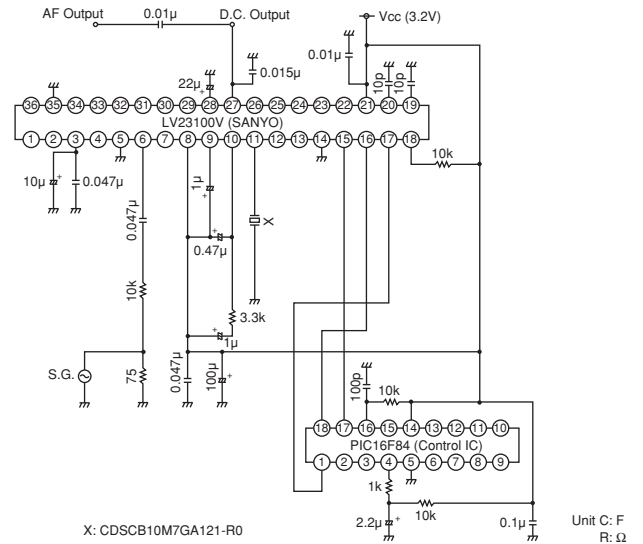 AF Output
0.01µ
D.C. Output
Vcc (3.2V)
0.01µ
0.015µ
22µ
+
10p
10p
36 35 34 33 32 31 30 29 28 27 26 25 24 23 22 21 20 19
LV23100V (SANYO)
1 2 3 4 5 6 7 8 9 10 11 12 13 14 15 16 17 18
10k
10µ
+
0.047µ
0.047µ
1µ
+
X
+
0.47µ
10k
3.3k
+
1µ
S.G.
75
0.047µ
100µ
+
100p
10k
18 17 16 15 14 13 12 11 10
PIC16F84 (Control IC)
1 2 3 4 5 6 7 8 9
1k
10k
2.2µ
+
0.1µ
X: CDSCB10M7GA121-R0
Unit C: F
R: Ω